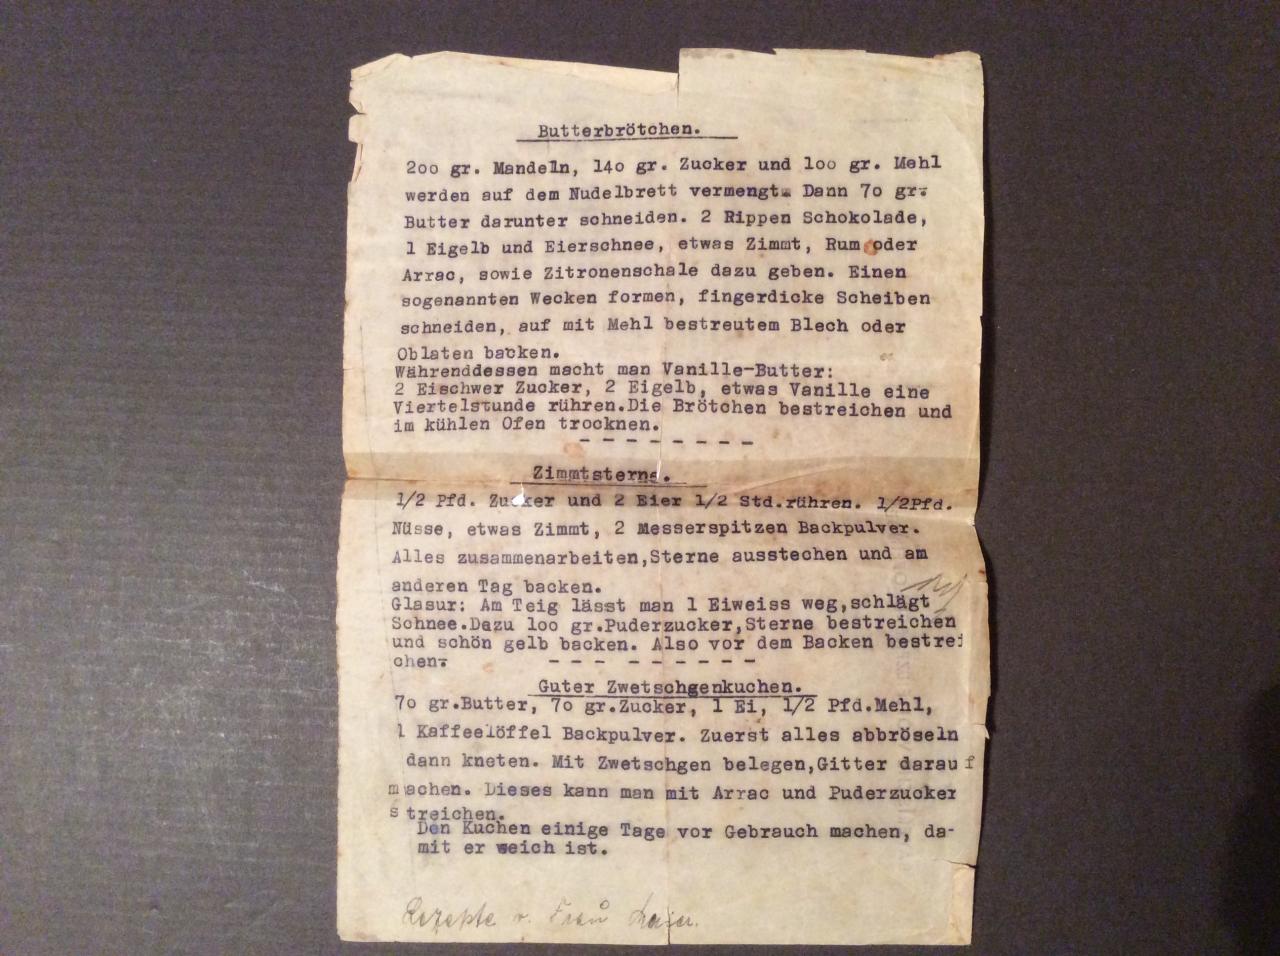 Butterbrötchen.
2oo gr. Mandeln, 14o gr. Zucker und loo gr. Mehl
werden auf dem Nudelbrett vermengt. Dann 7o gr.
Butter darunter schneiden. 2 Rippen Schokolade,
1 Eigelb und Eierschnee, etwas Zimmt, Rum oder
Arrac, sowie Zitronenschale dazu geben. Einen
sogenannten Wecken formen, fingerdicke Scheiben
schneiden, auf mit Mehl bestreutem Blech oder
Oblaten backen.
Währenddessen macht man Vanille-Butter:
2 Eischwer Zucker, 2 Eigelb, etwas Vanille eine
Viertelstunde rühren.Die Brötchen bestreichen und
im kühlen Ofen trocknen.
- - - - - - - -
Zimmtsterne.
1/2 Pfd. Zucker und 2 Eier 1/2 Std.rühren. 1/2Pfd.
Nüsse, etwas Zimmt, 2 Messerspitzen Backpulver.
Alles zusammenarbeiten,Sterne ausstechen und am
anderen Tag backen.
Glasur: Am Teig lässt man 1 Eiweiss weg,schlägt
Schnee.Dazu loo gr.Puderzucker,Sterne bestreichen
und schön gelb backen. Also vor dem Backen bestrei
chen.
- - - - - - - - -
Guter Zwetschgenkuchen.
7o gr.Butter, 7o gr.Zucker, 1 Ei, 1/2 Pfd.Mehl,
1 Kaffeelöffel Backpulver. Zuerst alles abbröseln
dann kneten. Mit Zwetschgen belegen,Gitter darauf
machen. Dieses kann man mit Arrac und Puderzucker
streichen.
Den Kuchen einige Tage vor Gebrauch machen, da-
mit er weich ist.
Rezepte v. Frau Maier.